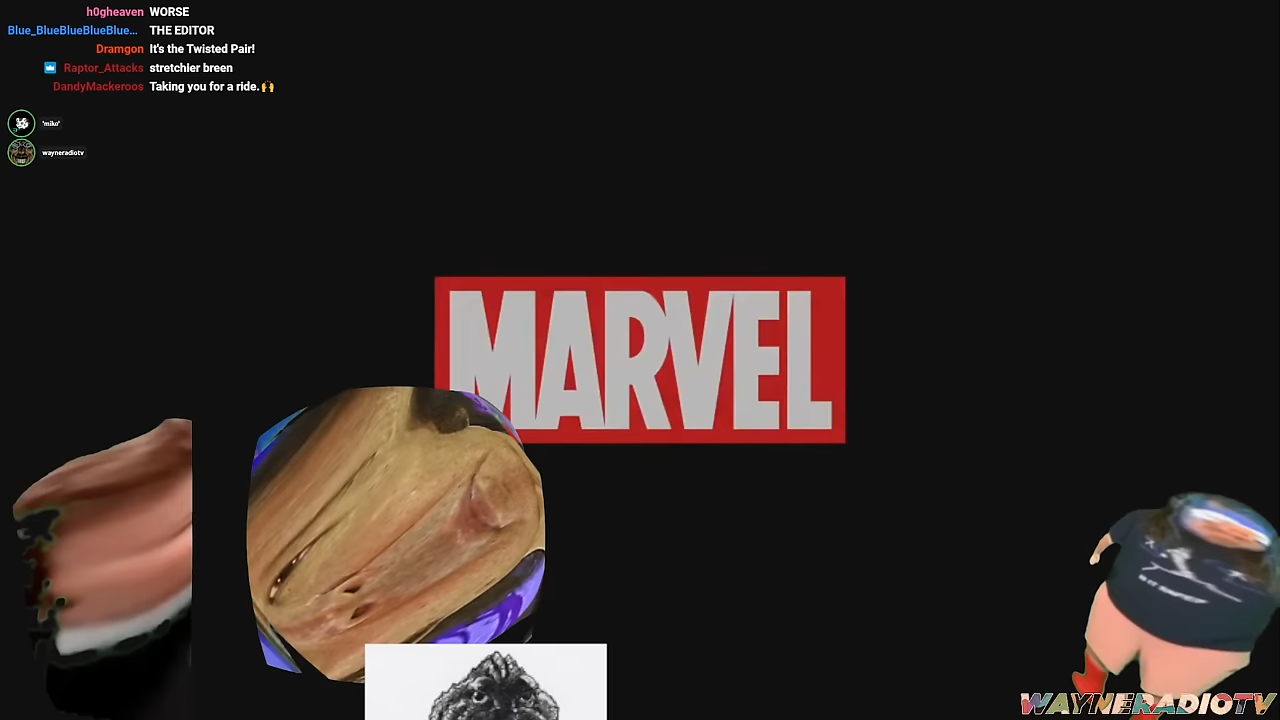 h0gheaven WORSE
Blue_BlueBlueBlueBlue... THE EDITOR
Dramgon It's the Twisted Pair!
Raptor_Attacks stretchier breen
DandyMackeroos Taking you for a ride.🙌
*miko*
wayneradiotv
MARVEL
WAYNERADIOTV